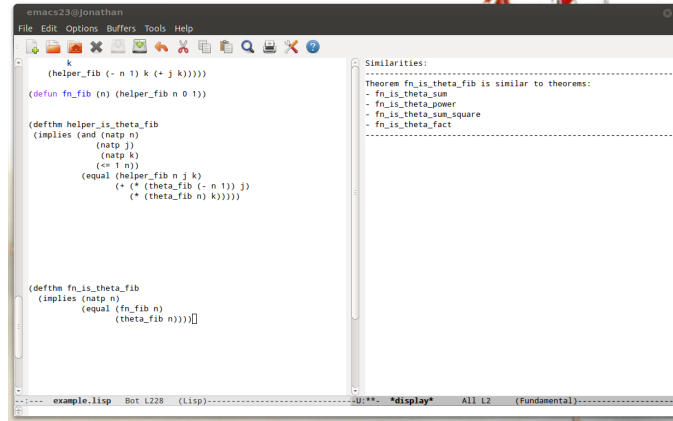 emacs23@Jonathan
File Edit Options Buffers Tools Help
k
(helper_fib (- n 1) k (+ j k)))))
(defun fn_fib (n) (helper_fib n 0 1))
(defthm helper_is_theta_fib
(implies (and (natp n)
(natp j)
(natp k)
(<= 1 n))
(equal (helper_fib n j k)
(+ (* (theta_fib (- n 1)) j)
(* (theta_fib n) k)))))
(defthm fn_is_theta_fib
(implies (natp n)
(equal (fn_fib n)
(theta_fib n))))
--:--- example.lisp Bot L228 (Lisp)----------------------------
Similarities:
------------------------------------------------------------------------
Theorem fn_is_theta_fib is similar to theorems:
- fn_is_theta_sum
- fn_is_theta_power
- fn_is_theta_sum_square
- fn_is_theta_fact
------------------------------------------------------------------------
-U:**- *display* All L2 (Fundamental)--------------------